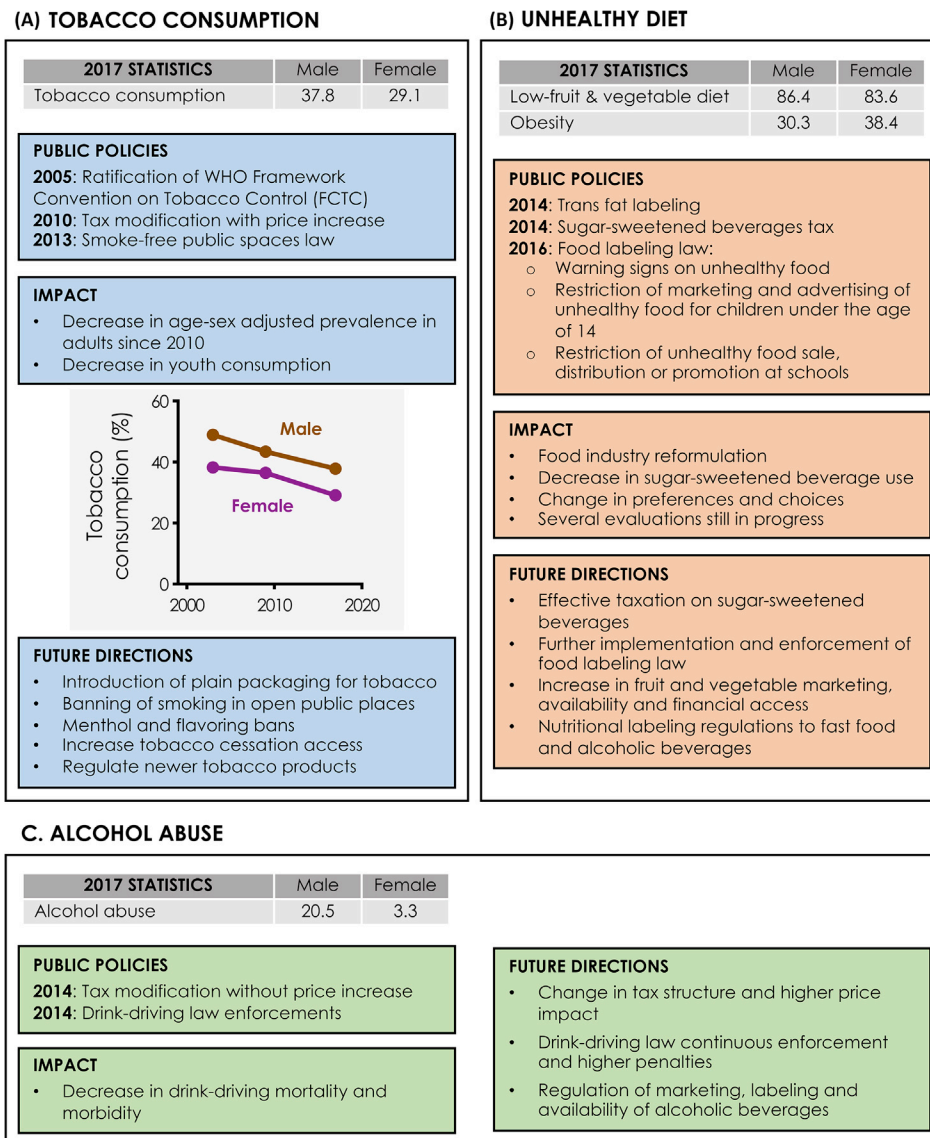 (A) TOBACCO CONSUMPTION
2017 STATISTICS Male Female
Tobacco consumption 37.8 29.1
PUBLIC POLICIES
2005: Ratification of WHO Framework
Convention on Tobacco Control (FCTC)
2010: Tax modification with price increase
2013: Smoke-free public spaces law
IMPACT
• Decrease in age-sex adjusted prevalence in
adults since 2010
• Decrease in youth consumption
Tobacco
consumption (%)
60
40
20
0
Male
Female
2000 2010 2020
FUTURE DIRECTIONS
• Introduction of plain packaging for tobacco
• Banning of smoking in open public places
• Menthol and flavoring bans
• Increase tobacco cessation access
• Regulate newer tobacco products
(B) UNHEALTHY DIET
2017 STATISTICS Male Female
Low-fruit & vegetable diet 86.4 83.6
Obesity 30.3 38.4
PUBLIC POLICIES
2014: Trans fat labeling
2014: Sugar-sweetened beverages tax
2016: Food labeling law:
o Warning signs on unhealthy food
o Restriction of marketing and advertising of
unhealthy food for children under the age
of 14
o Restriction of unhealthy food sale,
distribution or promotion at schools
IMPACT
• Food industry reformulation
• Decrease in sugar-sweetened beverage use
• Change in preferences and choices
• Several evaluations still in progress
FUTURE DIRECTIONS
• Effective taxation on sugar-sweetened
beverages
• Further implementation and enforcement of
food labeling law
• Increase in fruit and vegetable marketing,
availability and financial access
• Nutritional labeling regulations to fast food
and alcoholic beverages
C. ALCOHOL ABUSE
2017 STATISTICS Male Female
Alcohol abuse 20.5 3.3
PUBLIC POLICIES
2014: Tax modification without price increase
2014: Drink-driving law enforcements
IMPACT
• Decrease in drink-driving mortality and
morbidity
FUTURE DIRECTIONS
• Change in tax structure and higher price
impact
• Drink-driving law continuous enforcement
and higher penalties
• Regulation of marketing, labeling and
availability of alcoholic beverages